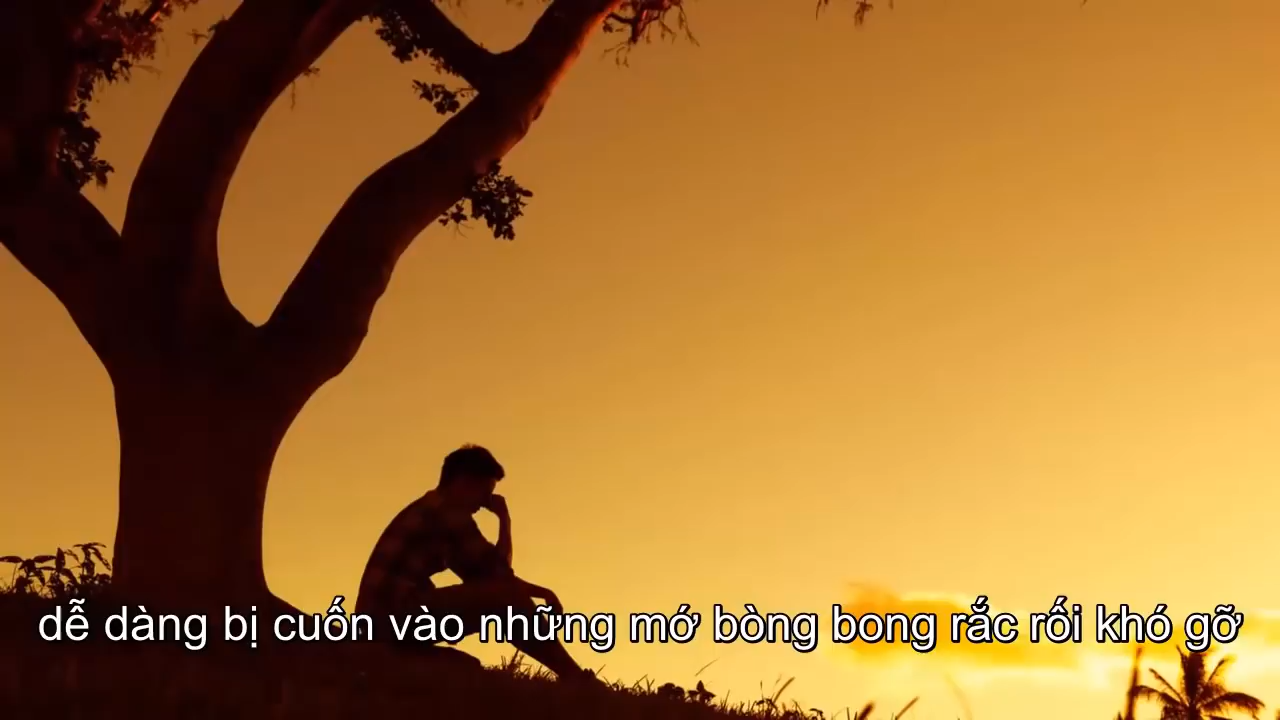 dễ dàng bị cuốn vào những mớ bòng bong rắc rối khó gỡ